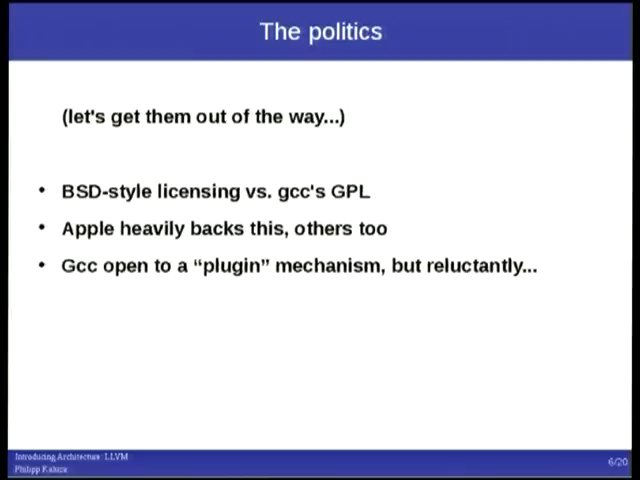 The politics
(let's get them out of the way...)
• BSD-style licensing vs. gcc's GPL
• Apple heavily backs this, others too
• Gcc open to a “plugin” mechanism, but reluctantly...
Introducing Architecture: LLVM
Philipp Kaluza
6/20